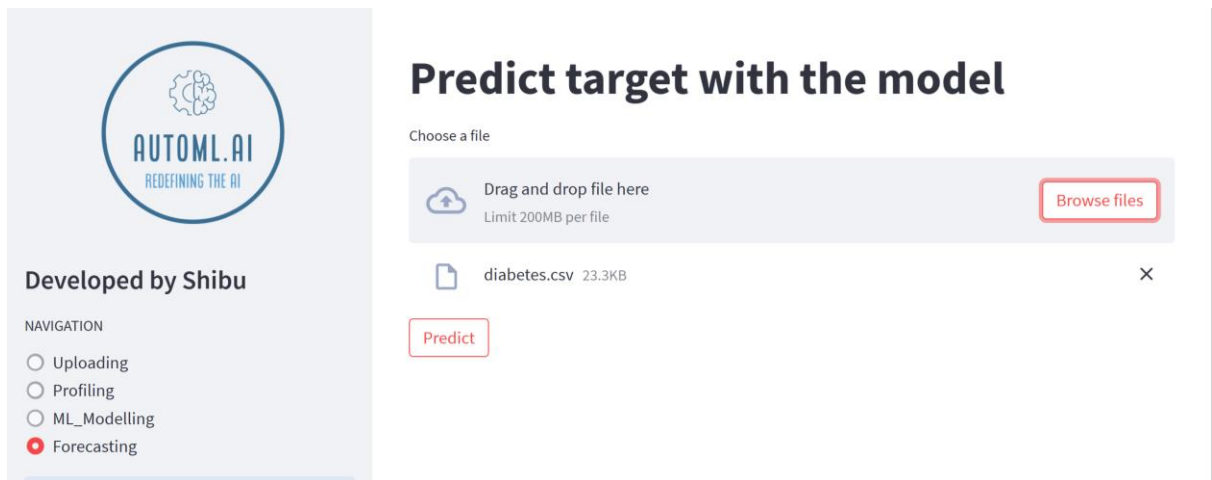 AUTOML.AI
REDEFINING THE AI
Developed by Shibu
NAVIGATION
Uploading
Profiling
ML_Modelling
Forecasting
Predict target with the model
Choose a file
Drag and drop file here
Limit 200MB per file
Browse files
diabetes.csv 23.3KB
Predict